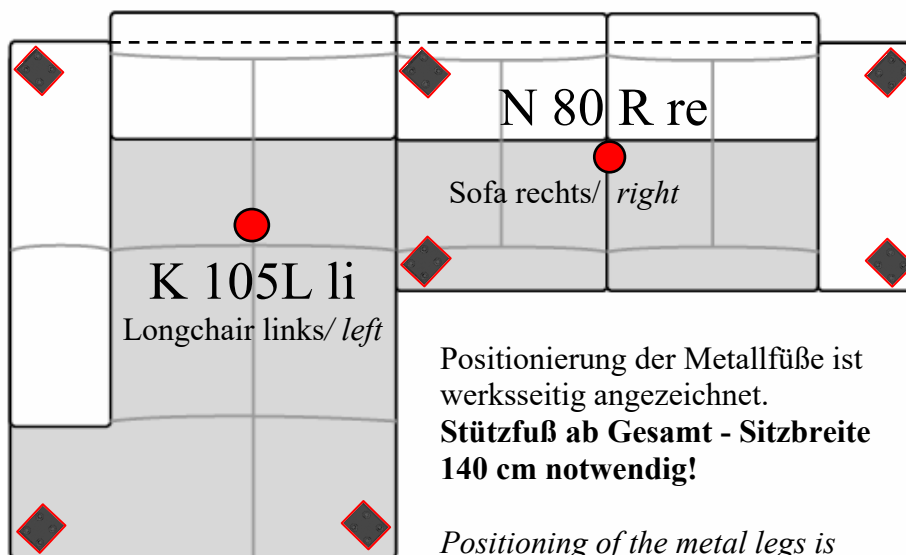 N 80 R re
Sofa rechts/ right
K 105L li
Longchair links/ left
Positionierung der Metallfüße ist
werksseitig angezeichnet.
Stützfuß ab Gesamt - Sitzbreite
140 cm notwendig!
Positioning of the metal legs is